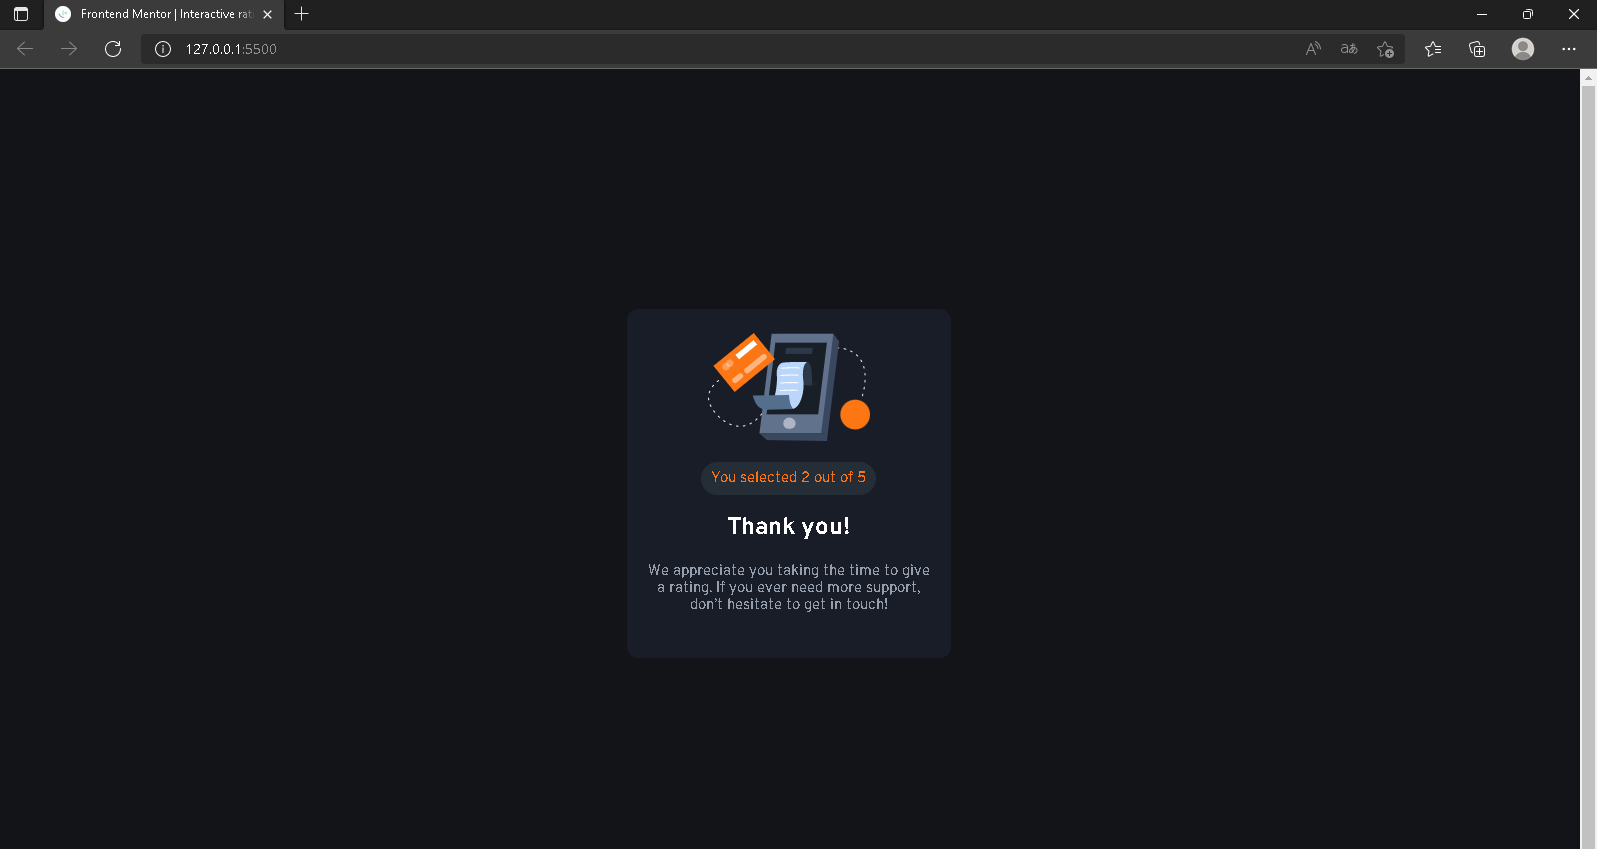 Frontend Mentor | Interactive rat
127.0.0.1:5500
You selected 2 out of 5
Thank you!
We appreciate you taking the time to give
a rating. If you ever need more support,
don't hesitate to get in touch!